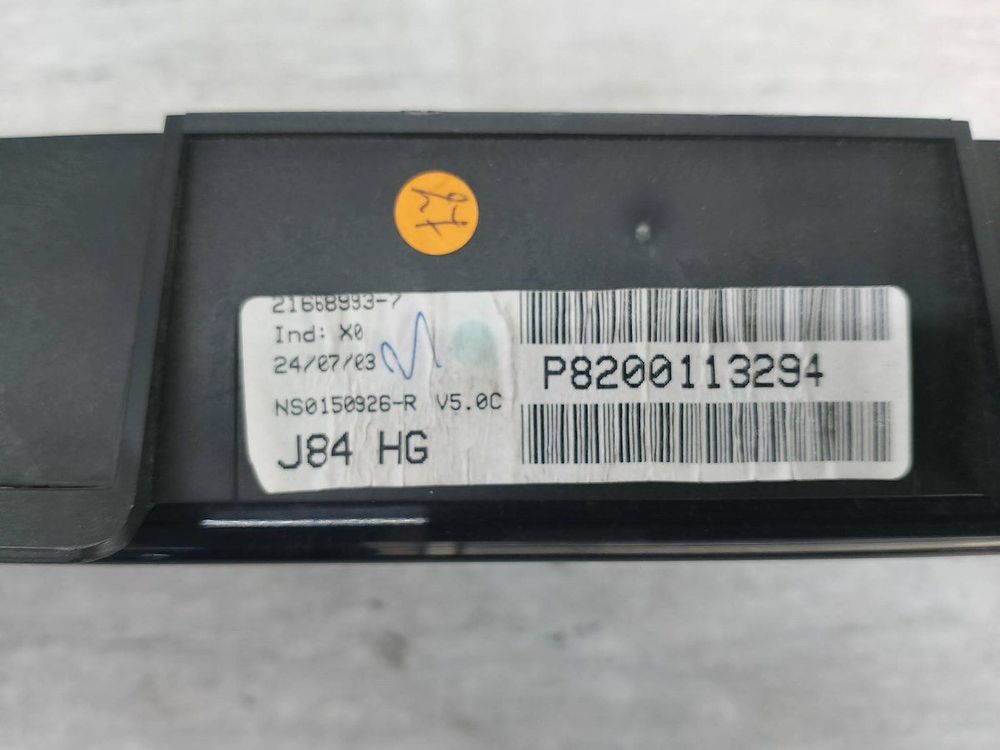 21668993-7
Ind: X0
24/07/03
NS0150926-R V5.0C
J84 HG
P8200113294